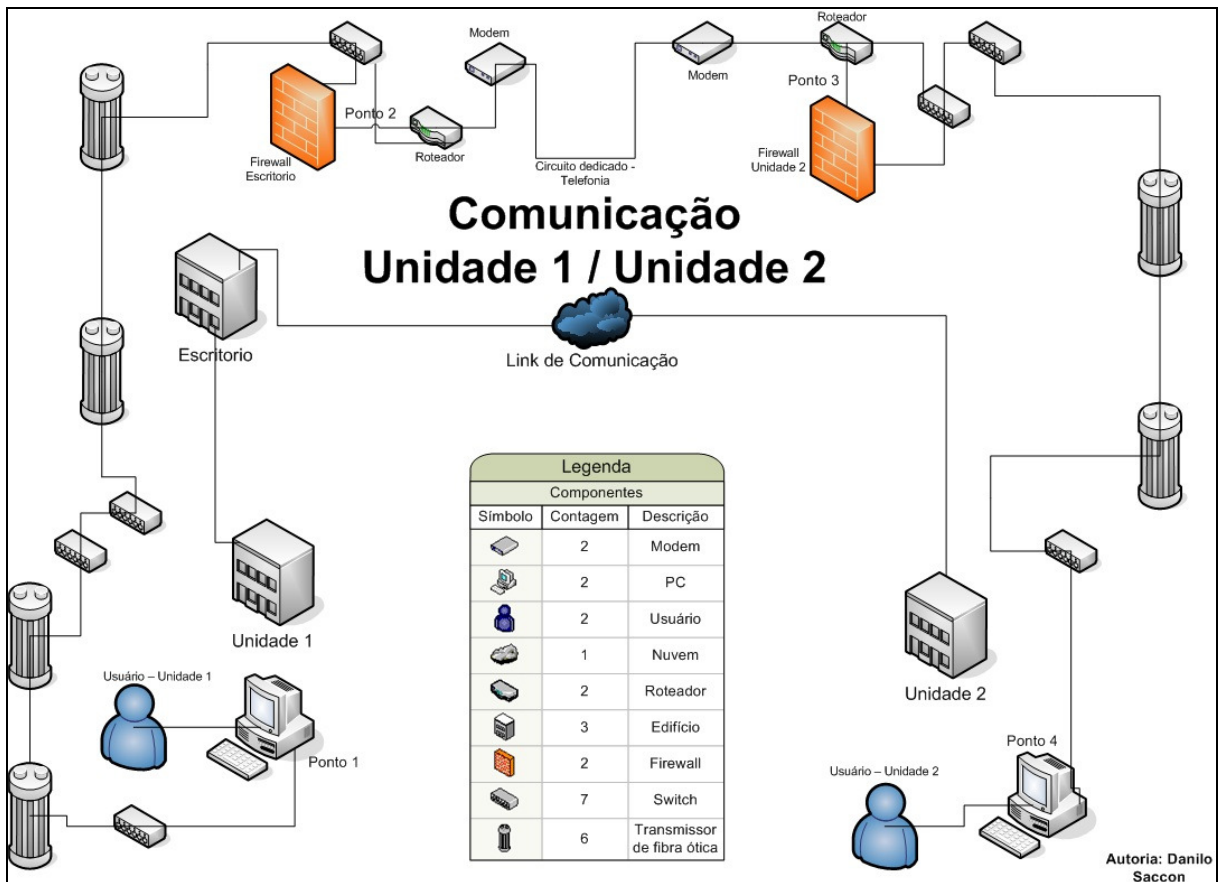 Modem
Roteador
Modem
Ponto 2
Ponto 3
Roteador
Firewall
Escritorio
Circuito dedicado -
Telefonia
Firewall
Unidade 2
Comunicação
Unidade 1 / Unidade 2
Escritorio
Link de Comunicação
Legenda
Componentes
Símbolo Contagem Descrição
2 Modem
2 PC
2 Usuário
1 Nuvem
2 Roteador
3 Edifício
2 Firewall
7 Switch
6 Transmissor
de fibra ótica
Unidade 1
Usuário – Unidade 1
Ponto 1
Unidade 2
Ponto 4
Usuário – Unidade 2
Autoria: Danilo
Saccon